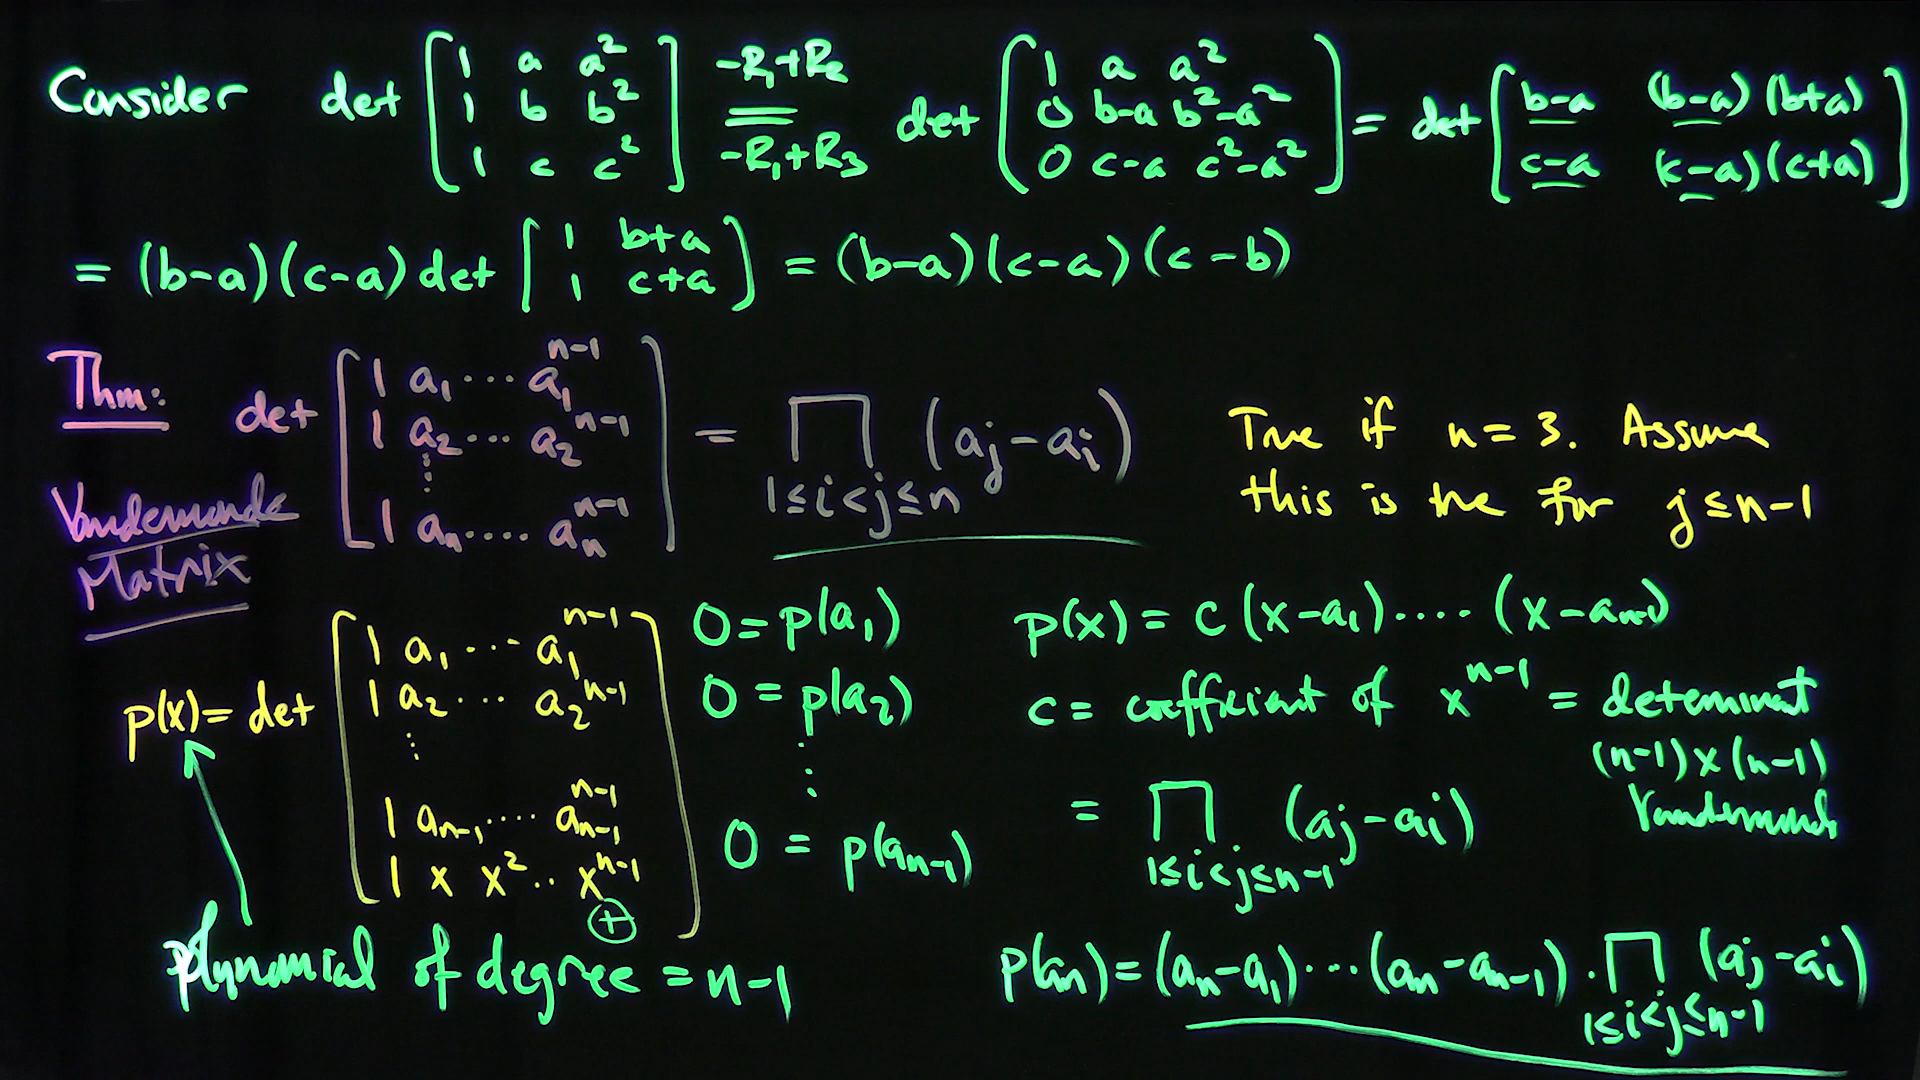 Consider det [1 a a² ; 1 b b² ; 1 c c²] =(-R₁+R₂, -R₁+R₃) det [1 a a² ; 0 b-a b²-a² ; 0 c-a c²-a²] = det [b-a (b-a)(b+a) ; c-a (c-a)(c+a)]
= (b-a)(c-a) det [1 b+a ; 1 c+a] = (b-a)(c-a)(c-b)
Thm: det [1 a₁ ... a₁ⁿ⁻¹ ; 1 a₂ ... a₂ⁿ⁻¹ ; ⋮ ; 1 aₙ .... aₙⁿ⁻¹] = ∏ 1≤i<j≤n (aⱼ-aᵢ)
Vandermonde
Matrix
True if n=3. Assume
this is true for j≤n-1
p(x)= det [1 a₁ ... a₁ⁿ⁻¹ ; 1 a₂ ... a₂ⁿ⁻¹ ; ⋮ ; 1 aₙ₋₁ .... aₙ₋₁ⁿ⁻¹ ; 1 x x² .. xⁿ⁻¹]
⊕
polynomial of degree = n-1
0 = p(a₁)
0 = p(a₂)
⋮
0 = p(aₙ₋₁)
p(x) = c(x-a₁)....(x-aₙ₋₁)
c = coefficient of xⁿ⁻¹ = determinant
(n-1)×(n-1)
Vandermonde
= ∏ 1≤i<j≤n-1 (aⱼ-aᵢ)
p(aₙ) = (aₙ-a₁)...(aₙ-aₙ₋₁) · ∏ 1≤i<j≤n-1 (aⱼ-aᵢ)